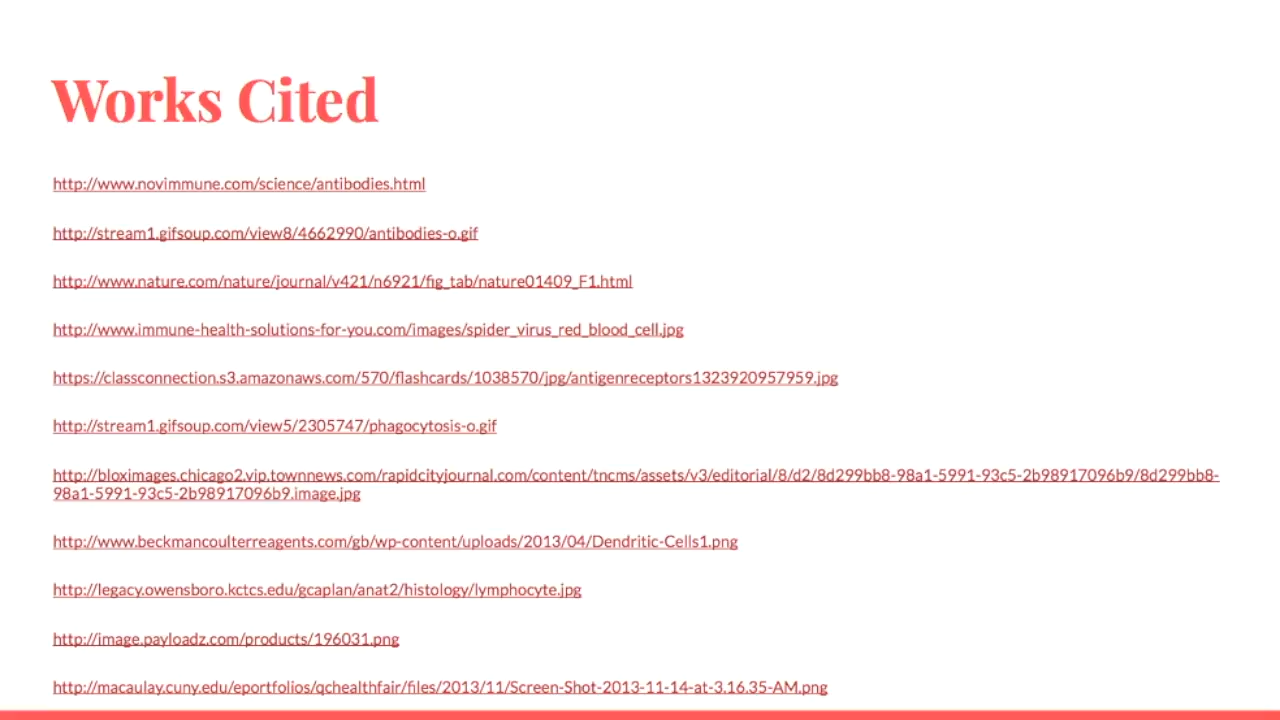 Works Cited
http://www.novimmune.com/science/antibodies.html
http://stream1.gifsoup.com/view8/4662990/antibodies-o.gif
http://www.nature.com/nature/journal/v421/n6921/fig_tab/nature01409_F1.html
http://www.immune-health-solutions-for-you.com/images/spider_virus_red_blood_cell.jpg
https://classconnection.s3.amazonaws.com/570/flashcards/1038570/jpg/antigenreceptors1323920957959.jpg
http://stream1.gifsoup.com/view5/2305747/phagocytosis-o.gif
http://bloximages.chicago2.vip.townnews.com/rapidcityjournal.com/content/tncms/assets/v3/editorial/8/d2/8d299bb8-98a1-5991-93c5-2b98917096b9/8d299bb8-
98a1-5991-93c5-2b98917096b9.image.jpg
http://www.beckmancoulterreagents.com/gb/wp-content/uploads/2013/04/Dendritic-Cells1.png
http://legacy.owensboro.kctcs.edu/gcaplan/anat2/histology/lymphocyte.jpg
http://image.payloadz.com/products/196031.png
http://macaulay.cuny.edu/eportfolios/qchealthfair/files/2013/11/Screen-Shot-2013-11-14-at-3.16.35-AM.png